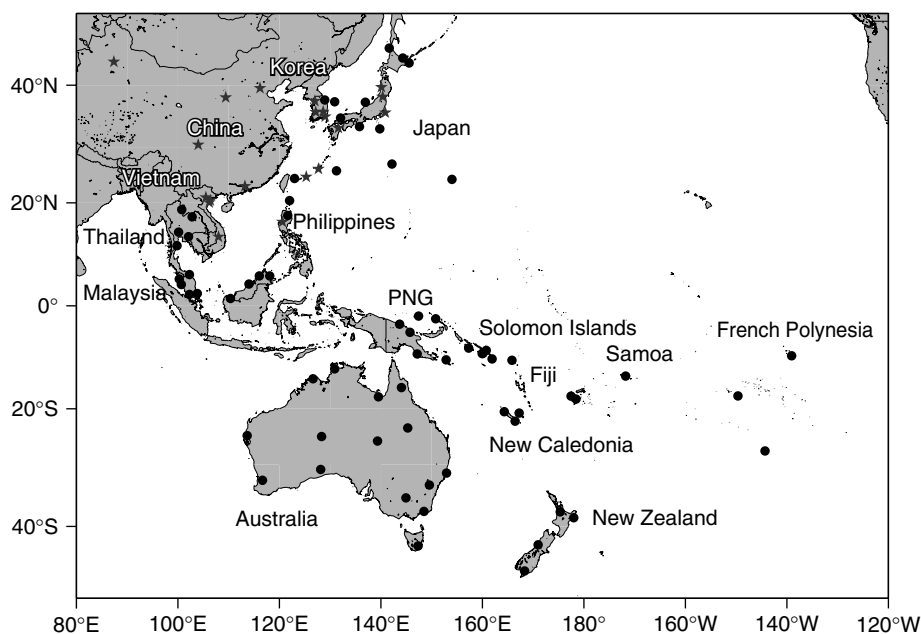 Korea
40°N
Japan
China
Vietnam
20°N
Philippines
Thailand
Malaysia
PNG
0°
Solomon Islands
French Polynesia
Samoa
Fiji
20°S
New Caledonia
Australia
New Zealand
40°S
80°E 100°E 120°E 140°E 160°E 180° 160°W 140°W 120°W